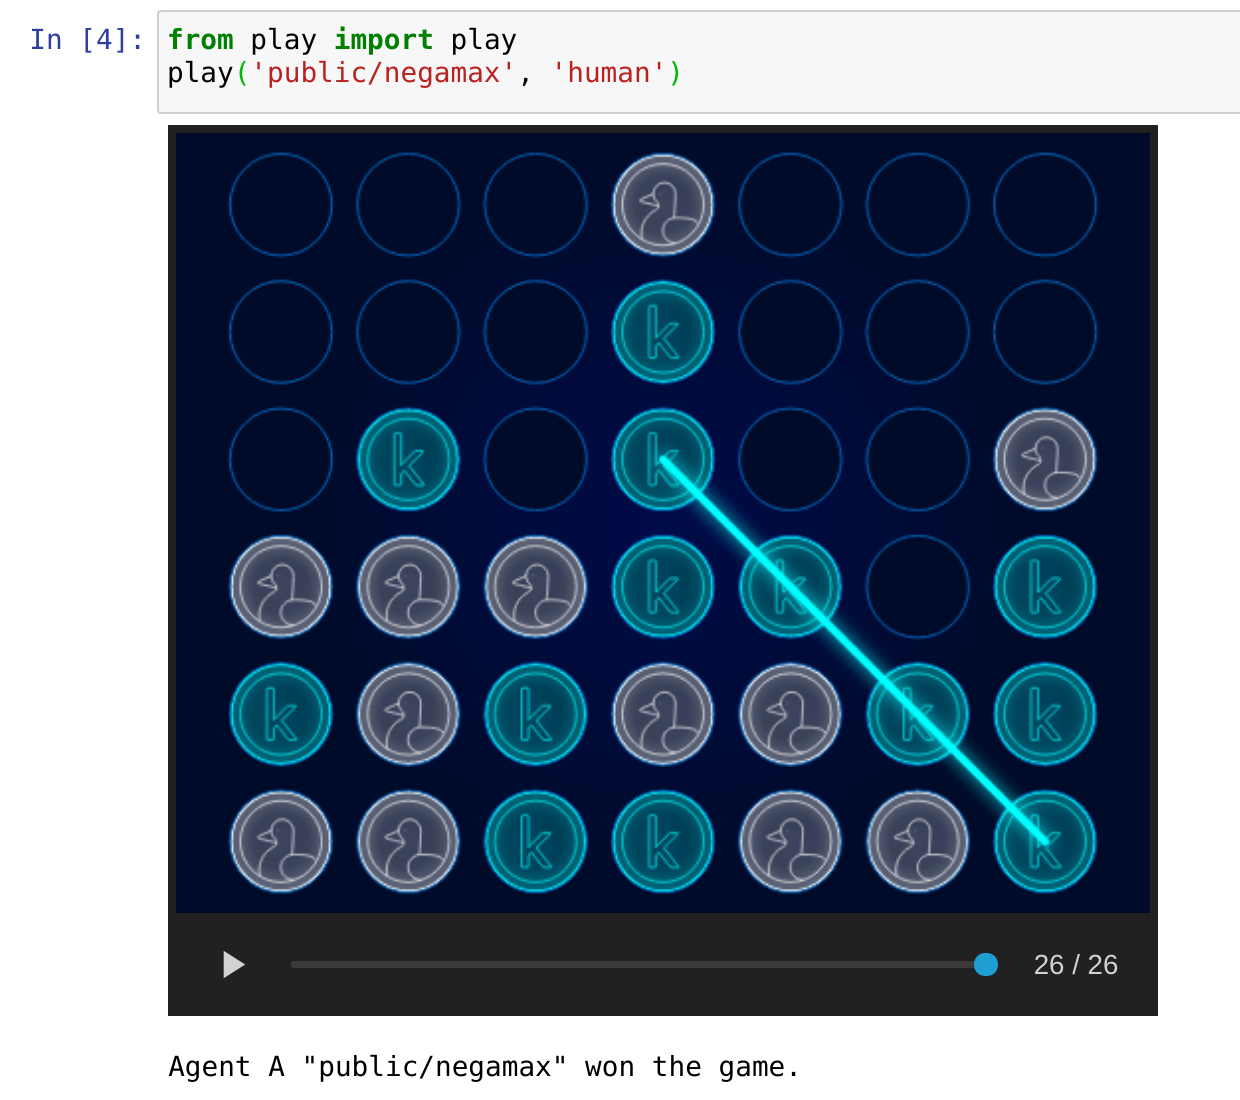 In [4]:
from play import play
play('public/negamax', 'human')
k
k k
k k k
k k k k
k k k
26 / 26
Agent A "public/negamax" won the game.